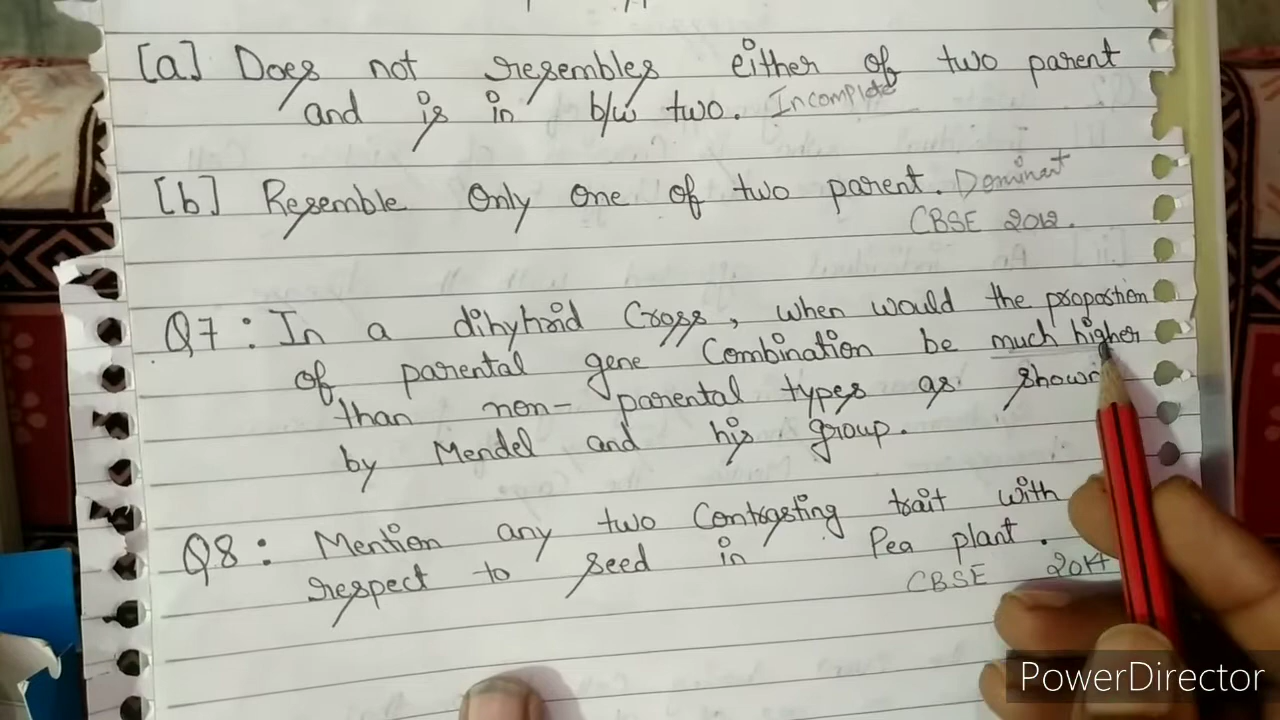 [a] Does not resembles either of two parent
and is in b/w two. Incomplete
[b] Resemble Only one of two parent. Dominant
CBSE 2012.
Q7: In a dihybrid Cross, when would the proportion
of parental gene Combination be much higher
than non- parental types as shown
by Mendel and his group.
Q8: Mention any two Contrasting trait with
respect to seed in Pea plant.
CBSE 2014
PowerDirector